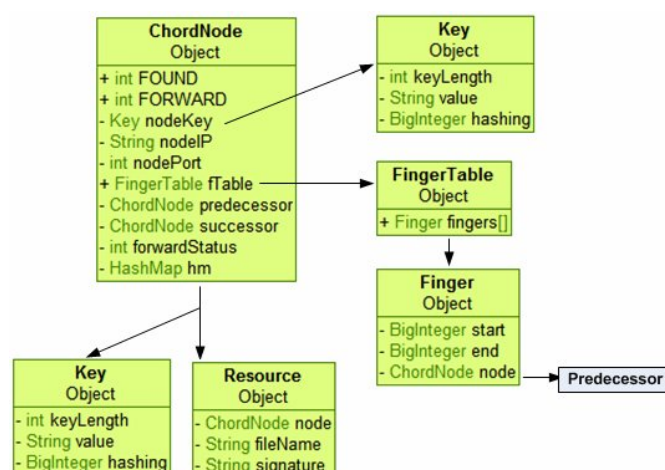 ChordNode
Object
+ int FOUND
+ int FORWARD
- Key nodeKey
- String nodeIP
- int nodePort
+ FingerTable fTable
- ChordNode predecessor
- ChordNode successor
- int forwardStatus
- HashMap hm
Key
Object
- int keyLength
- String value
- BigInteger hashing
FingerTable
Object
+ Finger fingers[]
Finger
Object
- BigInteger start
- BigInteger end
- ChordNode node
Predecessor
Key
Object
- int keyLength
- String value
- BigInteger hashing
Resource
Object
- ChordNode node
- String fileName
- String signature